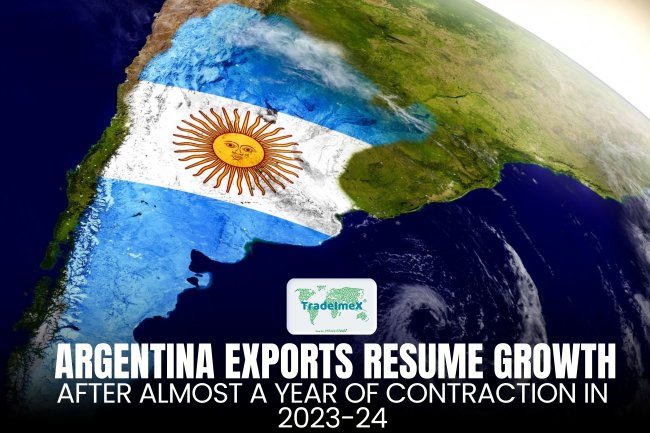 TradeImeX
ARGENTINA EXPORTS RESUME GROWTH
AFTER ALMOST A YEAR OF CONTRACTION IN
2023-24